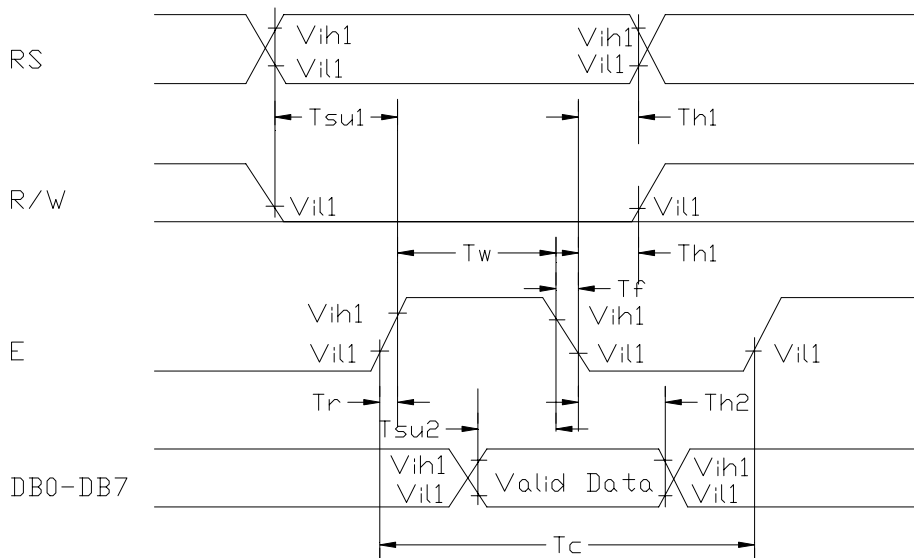 Vih1 Vih1
RS
Vil1 Vil1
Tsu1 Th1
R/W
Vil1 Vil1
Tw Th1
Tf
Vih1 Vih1
E
Vil1 Vil1 Vil1
Tr Th2
Tsu2
Vih1 Vih1
DB0-DB7 Valid Data
Vil1 Vil1
Tc